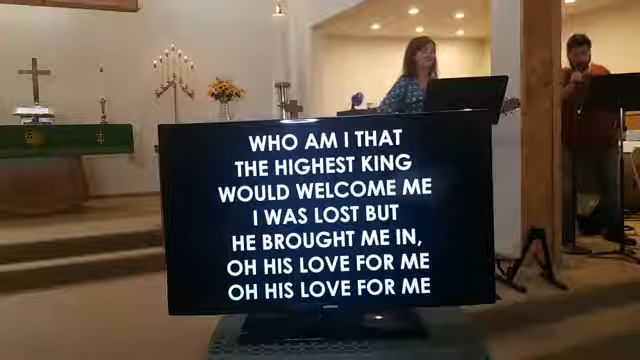 WHO AM I THAT
THE HIGHEST KING
WOULD WELCOME ME
I WAS LOST BUT
HE BROUGHT ME IN,
OH HIS LOVE FOR ME
OH HIS LOVE FOR ME